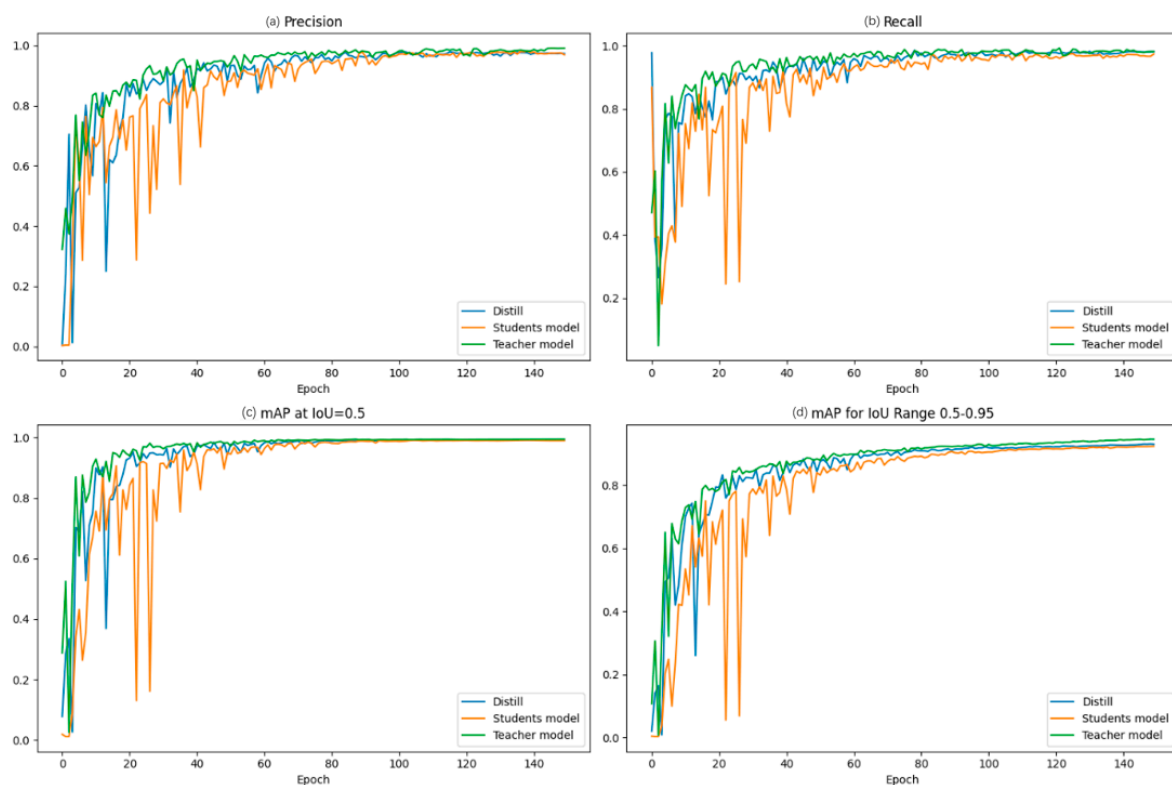 (a) Precision
1.0
0.8
0.6
0.4
0.2
0.0
0 20 40 60 80 100 120 140
Epoch
Distill
Students model
Teacher model
(b) Recall
1.0
0.8
0.6
0.4
0.2
0 20 40 60 80 100 120 140
Epoch
Distill
Students model
Teacher model
(c) mAP at IoU=0.5
1.0
0.8
0.6
0.4
0.2
0.0
0 20 40 60 80 100 120 140
Epoch
Distill
Students model
Teacher model
(d) mAP for IoU Range 0.5-0.95
0.8
0.6
0.4
0.2
0.0
0 20 40 60 80 100 120 140
Epoch
Distill
Students model
Teacher model